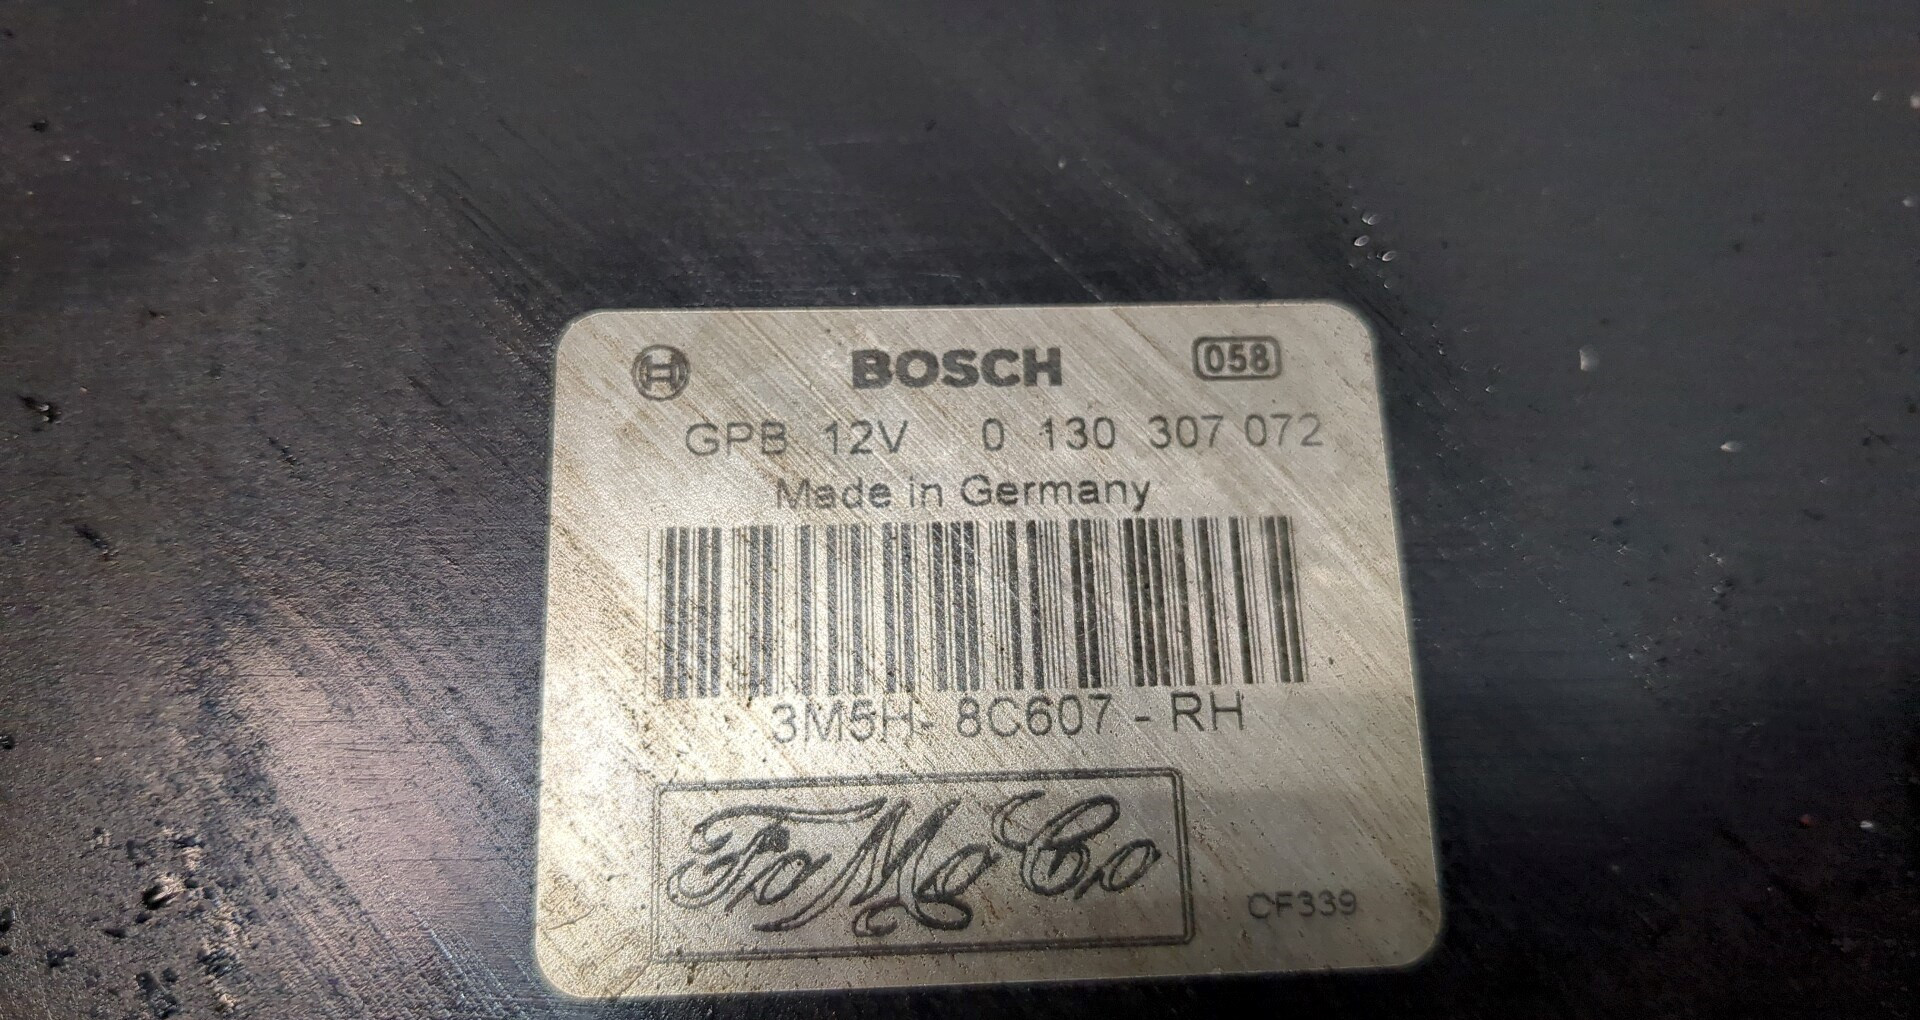 BOSCH 058
GPB 12V 0 130 307 072
Made in Germany
3M5H- 8C607 - RH
FoMoCo
CF339